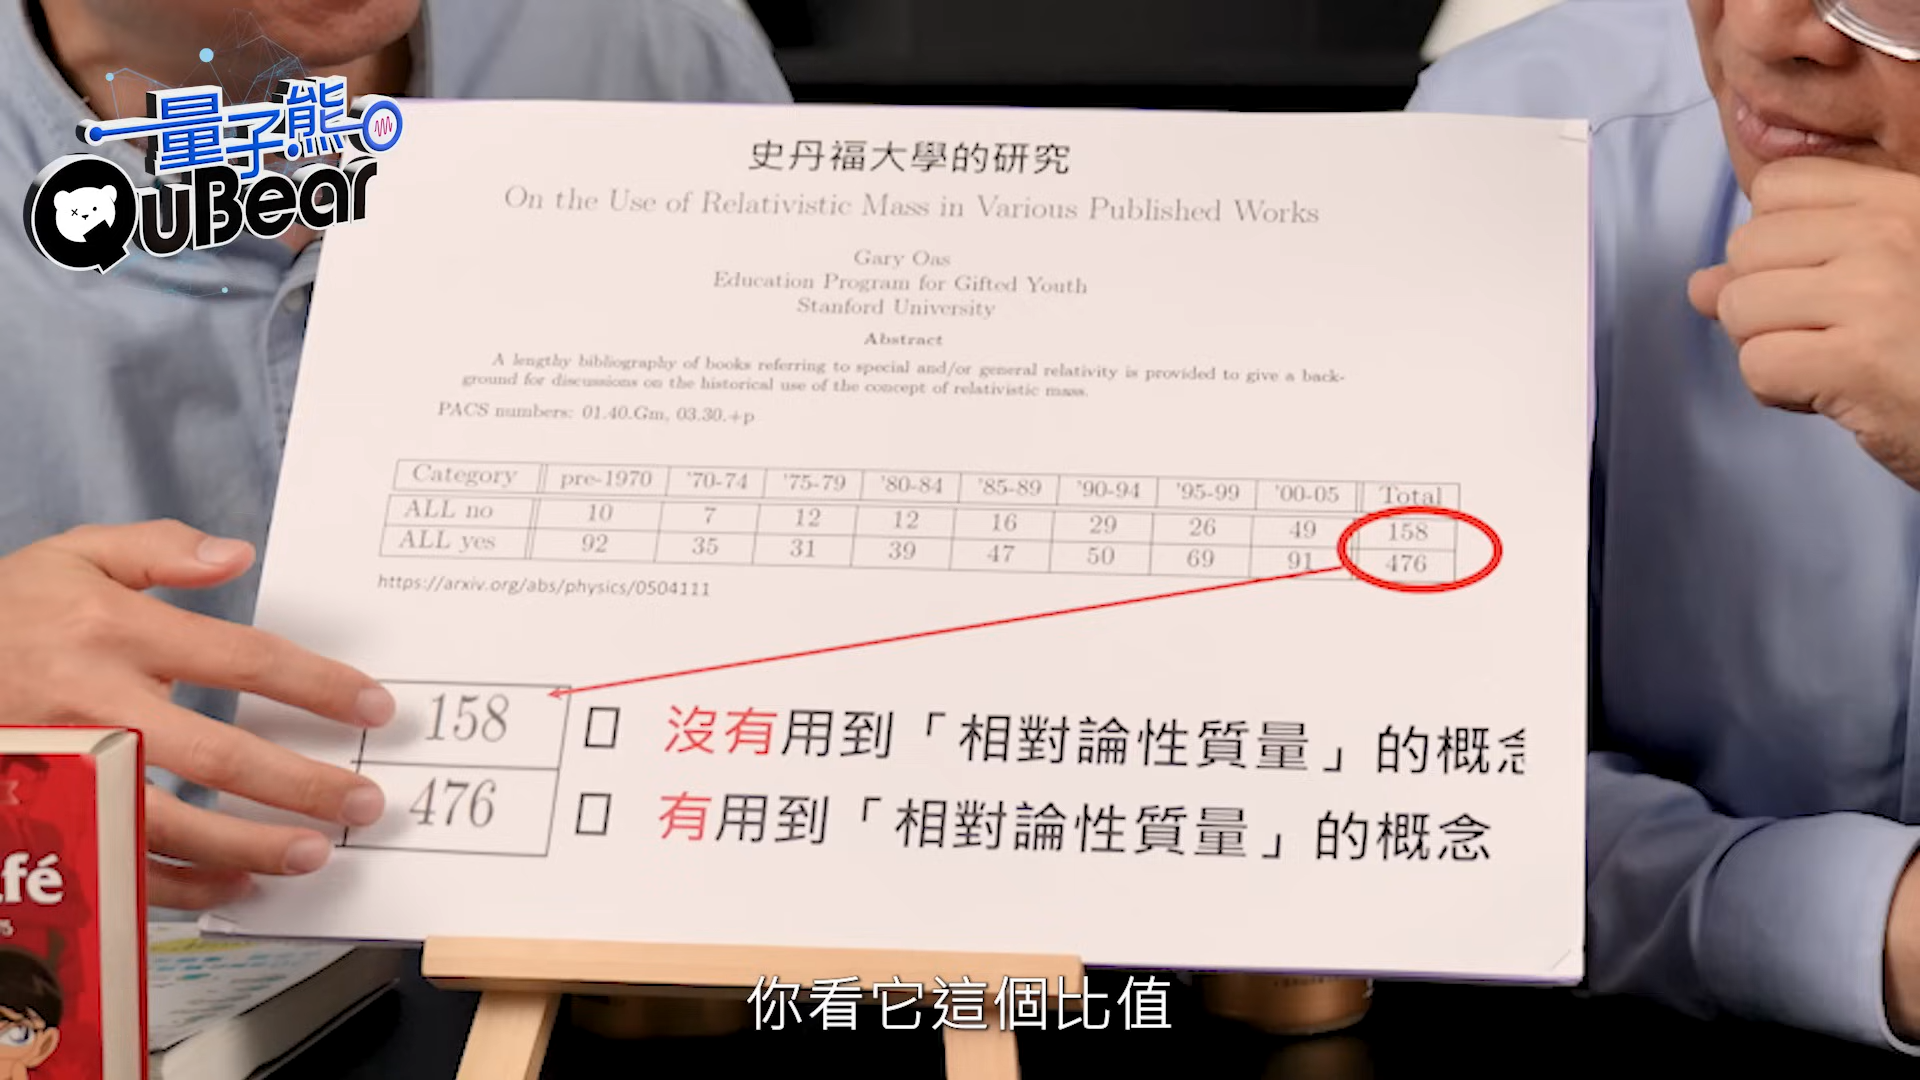 量子熊
QuBear
史丹福大學的研究
On the Use of Relativistic Mass in Various Published Works
Gary Oas
Education Program for Gifted Youth
Stanford University
Abstract
A lengthy bibliography of books referring to special and/or general relativity is provided to give a back-
ground for discussions on the historical use of the concept of relativistic mass.
PACS numbers: 01.40.Gm, 03.30.+p
Category pre-1970 '70-74 '75-79 '80-84 '85-89 '90-94 '95-99 '00-05 Total
ALL no 10 7 12 12 16 29 26 49 158
ALL yes 92 35 31 39 47 50 69 91 476
https://arxiv.org/abs/physics/0504111
158 沒有用到「相對論性質量」的概念
476 有用到「相對論性質量」的概念
fé
你看它這個比值